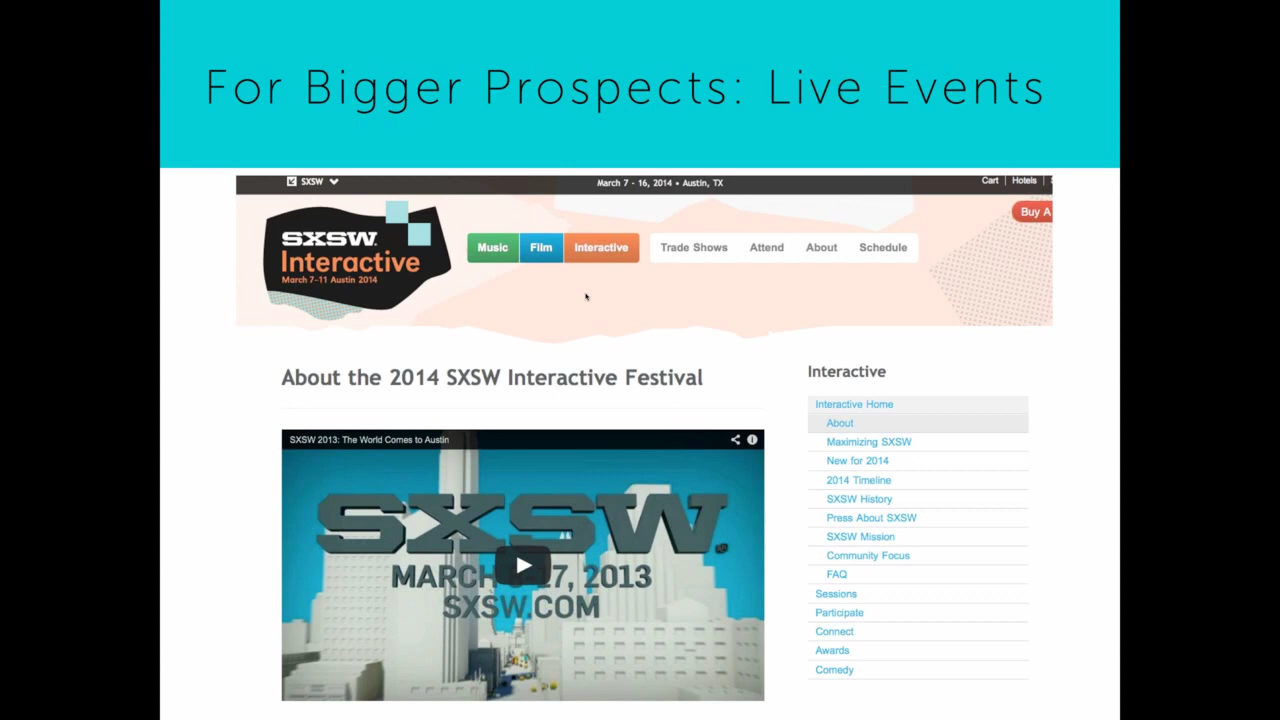 For Bigger Prospects: Live Events
SXSW
March 7 - 16, 2014 • Austin, TX
Cart | Hotels |
Buy A
SXSW.
Interactive
March 7-11 Austin 2014
Music Film Interactive Trade Shows Attend About Schedule
About the 2014 SXSW Interactive Festival
SXSW 2013: The World Comes to Austin
SXSW.
MARCH 17, 2013
SXSW.COM
Interactive
Interactive Home
About
Maximizing SXSW
New for 2014
2014 Timeline
SXSW History
Press About SXSW
SXSW Mission
Community Focus
FAQ
Sessions
Participate
Connect
Awards
Comedy